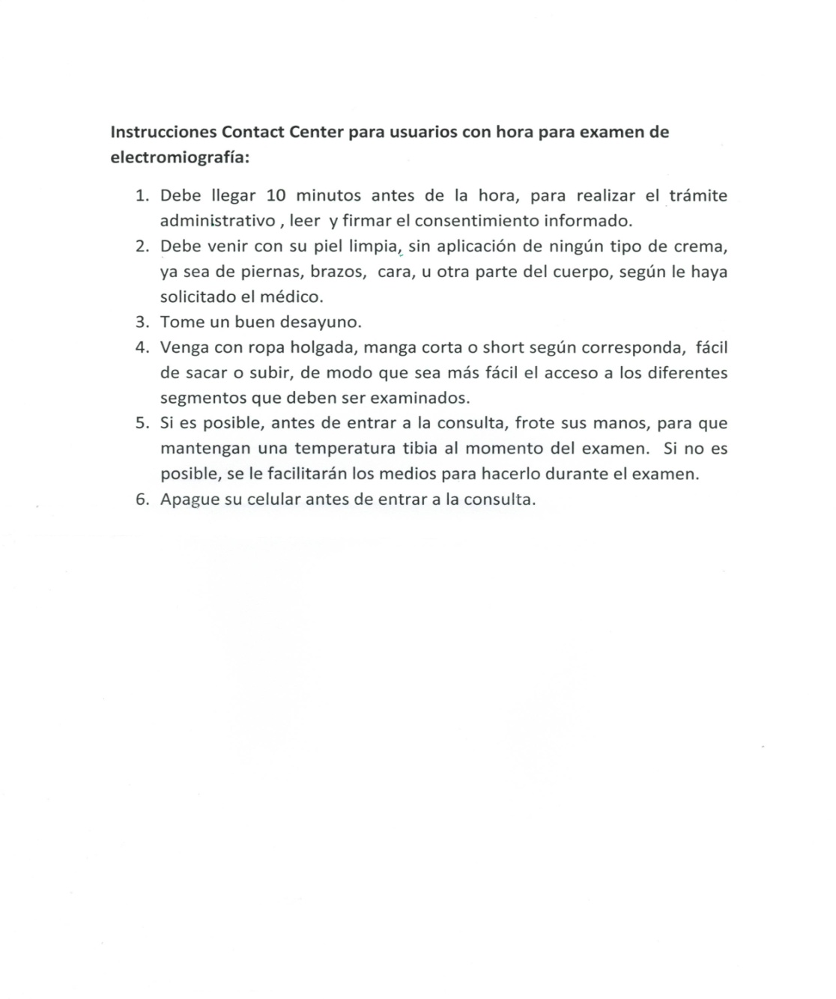 Instrucciones Contact Center para usuarios con hora para examen de
electromiografía:
1. Debe llegar 10 minutos antes de la hora, para realizar el trámite
administrativo , leer y firmar el consentimiento informado.
2. Debe venir con su piel limpia, sin aplicación de ningún tipo de crema,
ya sea de piernas, brazos, cara, u otra parte del cuerpo, según le haya
solicitado el médico.
3. Tome un buen desayuno.
4. Venga con ropa holgada, manga corta o short según corresponda, fácil
de sacar o subir, de modo que sea más fácil el acceso a los diferentes
segmentos que deben ser examinados.
5. Si es posible, antes de entrar a la consulta, frote sus manos, para que
mantengan una temperatura tibia al momento del examen. Si no es
posible, se le facilitarán los medios para hacerlo durante el examen.
6. Apague su celular antes de entrar a la consulta.